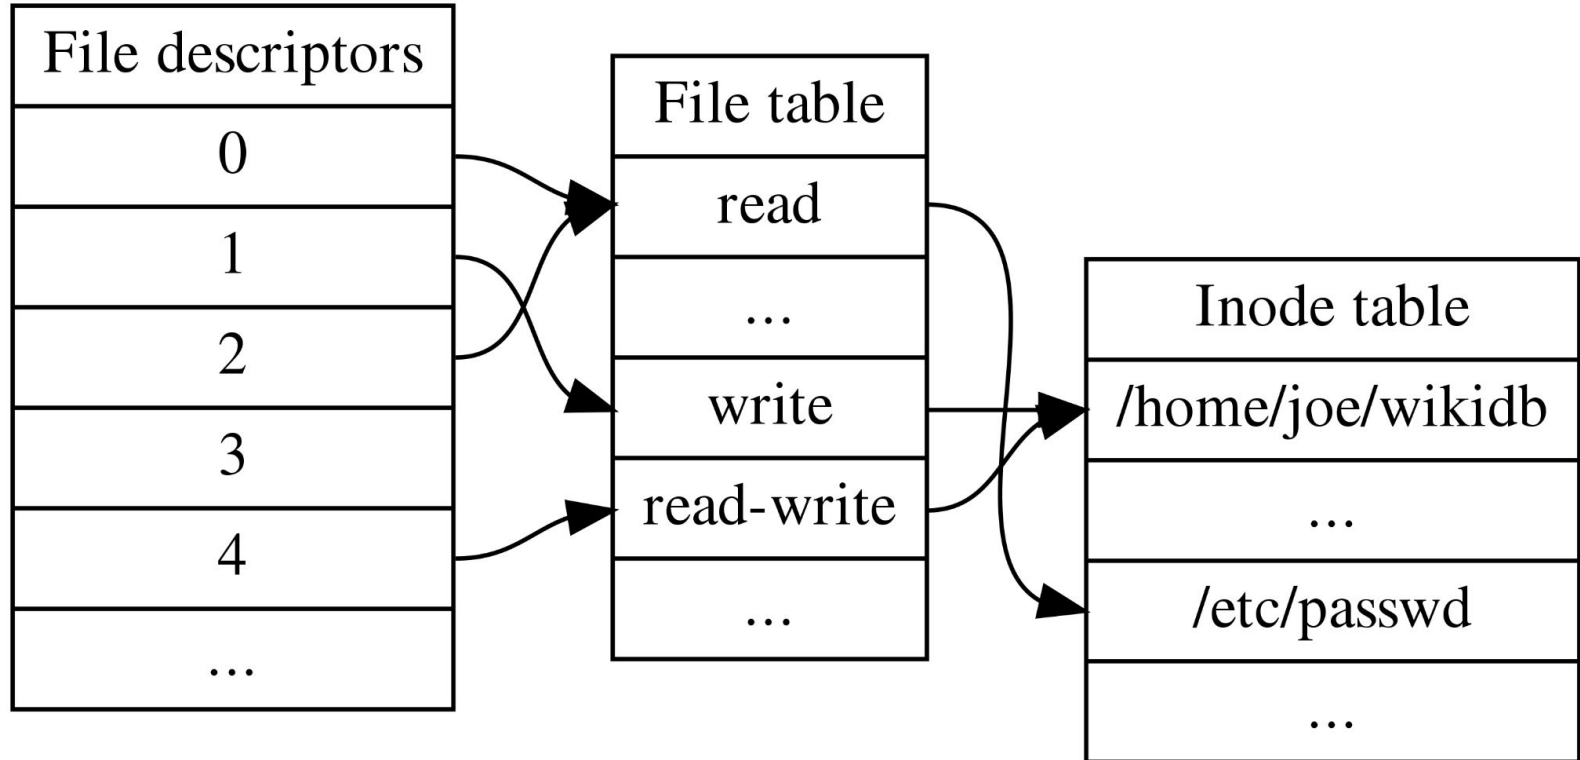 File descriptors
0
1
2
3
4
...
File table
read
...
write
read-write
...
Inode table
/home/joe/wikidb
...
/etc/passwd
...